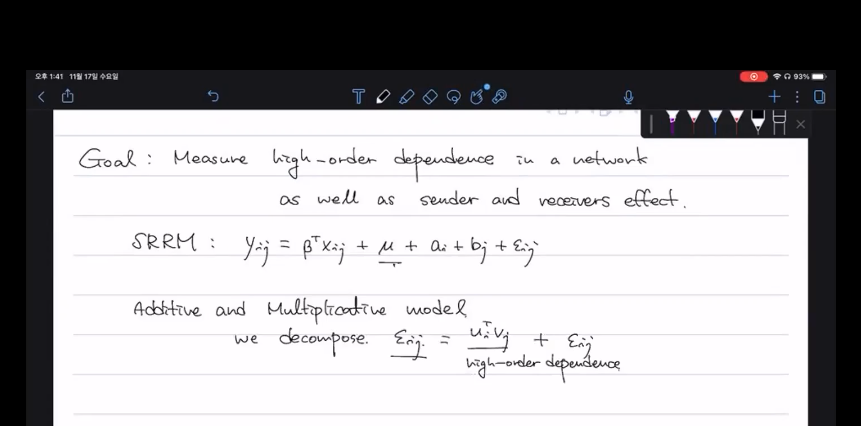 오후 1:41 11월 17일 수요일
93%
Goal : Measure high-order dependence in a network
as well as sender and receivers effect.
SRRM : yij = βᵀxij + μ + ai + bj + εij
Additive and Multiplicative model
we decompose. εij. = uiᵀvj + εij
high-order dependence